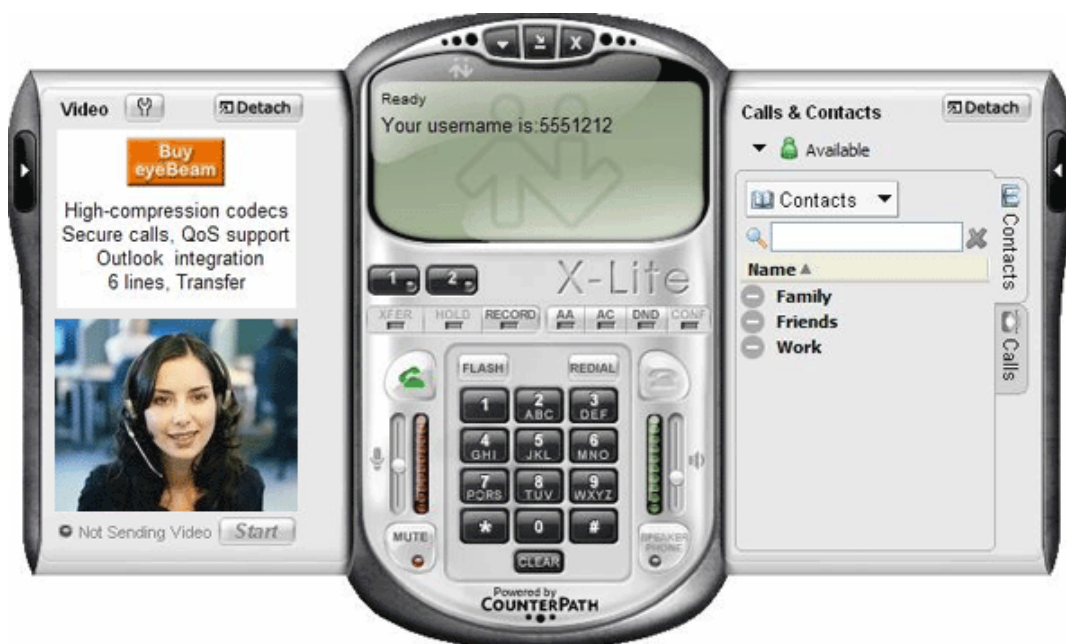 Video
Detach
Buy
eyeBeam
High-compression codecs
Secure calls, QoS support
Outlook integration
6 lines, Transfer
Not Sending Video
Start
X
Ready
Your username is:5551212
1
2
X-Lite
XFER
HOLD
RECORD
AA
AC
DND
CONF
FLASH
REDIAL
1
2
ABC
3
DEF
4
GHI
5
JKL
6
MNO
7
PQRS
8
TUV
9
WXYZ
*
0
#
MUTE
SPEAKER
PHONE
CLEAR
Powered by
COUNTERPATH
Calls & Contacts
Detach
Available
Contacts
Name
Family
Friends
Work
Contacts
Calls